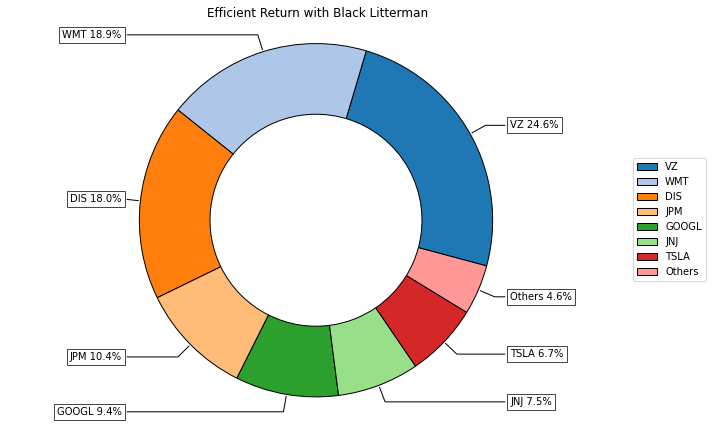 Efficient Return with Black Litterman
WMT 18.9%
VZ 24.6%
DIS 18.0%
Others 4.6%
JPM 10.4%
TSLA 6.7%
GOOGL 9.4%
JNJ 7.5%
VZ
WMT
DIS
JPM
GOOGL
JNJ
TSLA
Others